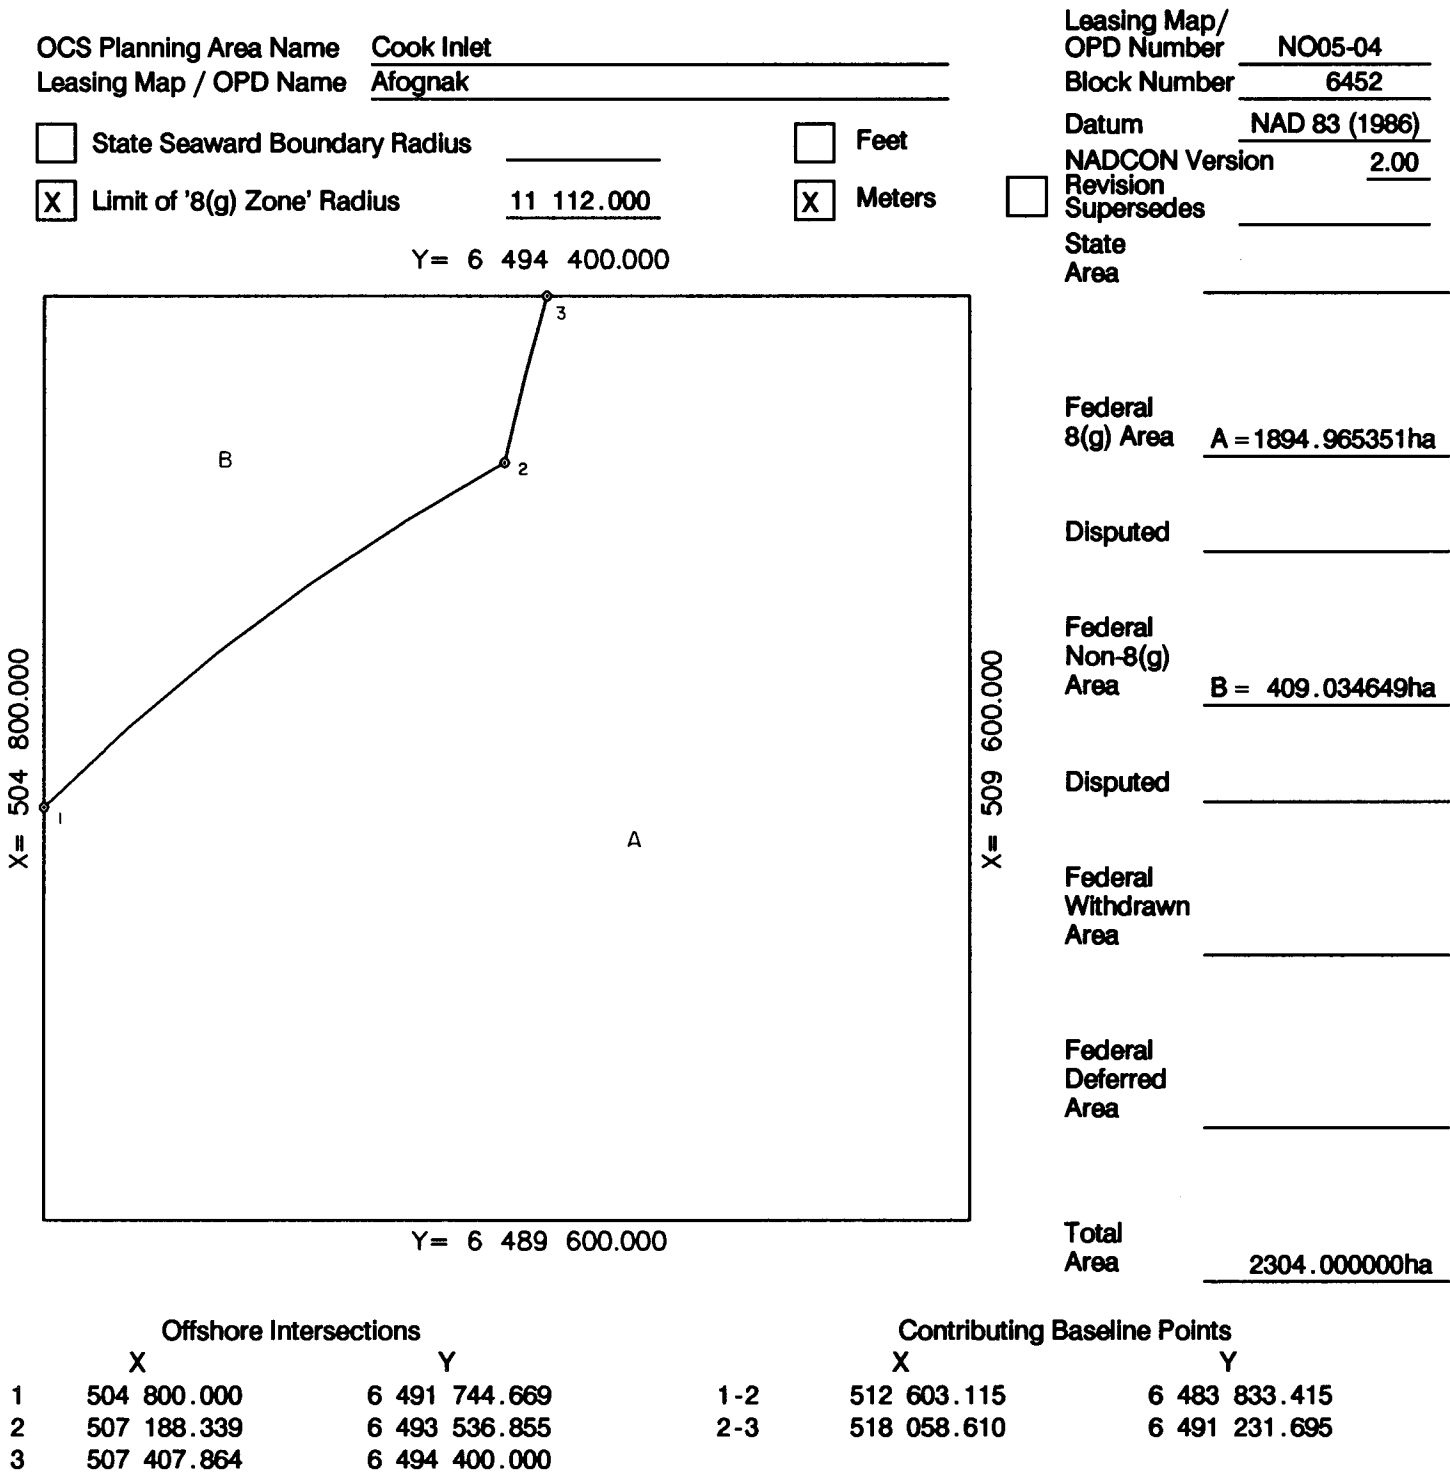 OCS Planning Area Name Cook Inlet
Leasing Map / OPD Name Afognak
Leasing Map/
OPD Number NO05-04
Block Number 6452
Datum NAD 83 (1986)
NADCON Version 2.00
Revision
Supersedes
State Seaward Boundary Radius
Feet
X Limit of '8(g) Zone' Radius 11 112.000
X Meters
State
Area
Y= 6 494 400.000
3
2
B
1
A
X= 504 800.000
X= 509 600.000
Y= 6 489 600.000
Federal
8(g) Area A =1894.965351ha
Disputed
Federal
Non-8(g)
Area B = 409.034649ha
Disputed
Federal
Withdrawn
Area
Federal
Deferred
Area
Total
Area 2304.000000ha
Offshore Intersections
X Y
1 504 800.000 6 491 744.669
2 507 188.339 6 493 536.855
3 507 407.864 6 494 400.000
Contributing Baseline Points
X Y
1-2 512 603.115 6 483 833.415
2-3 518 058.610 6 491 231.695